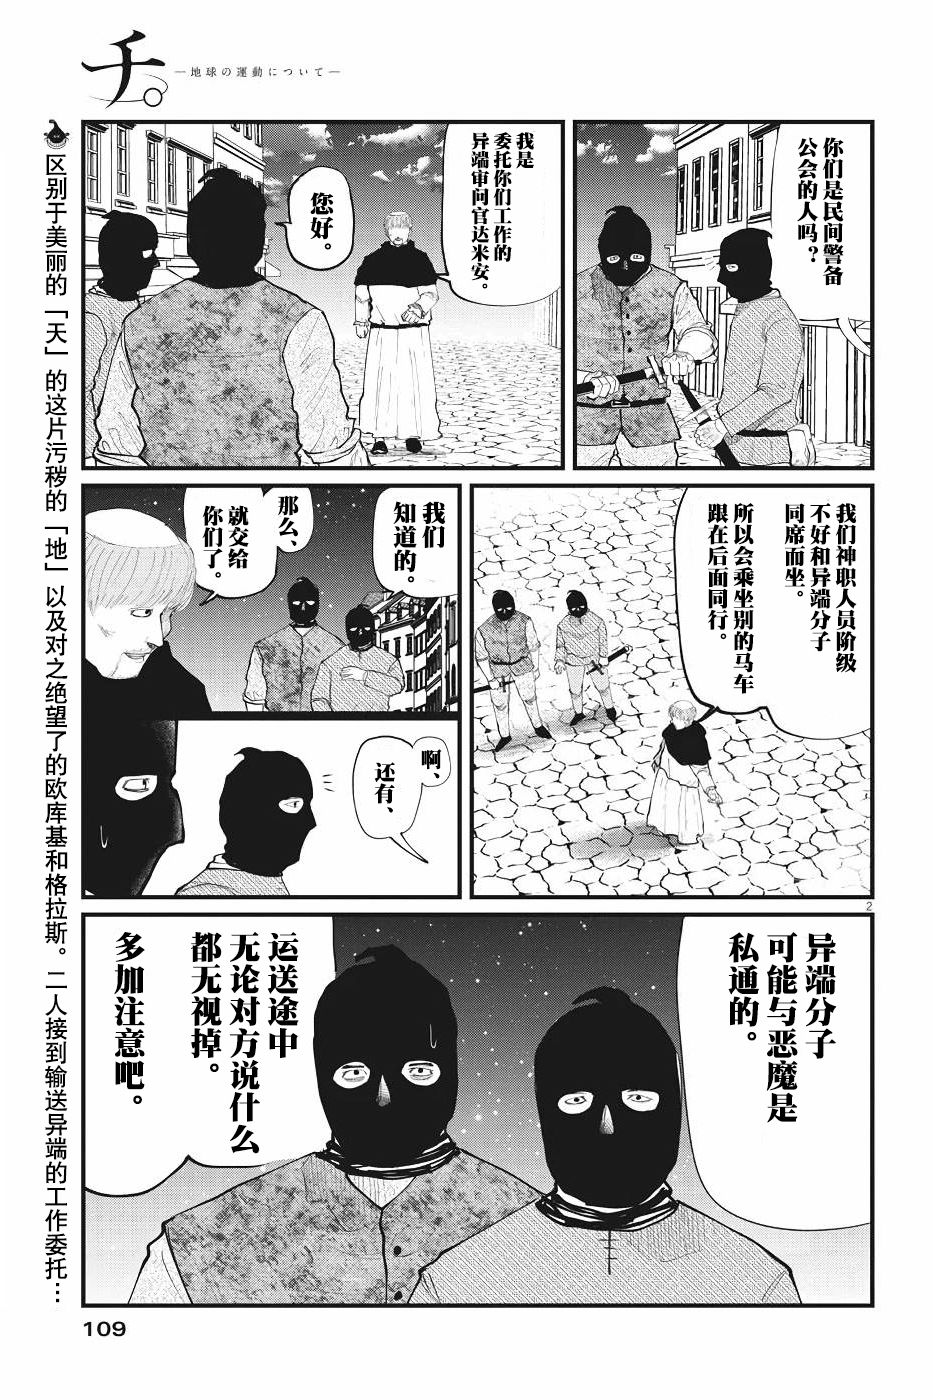 チ。
—地球の運動について—
区别于美丽的「天」的这片污秽的「地」以及对之绝望了的欧库基和格拉斯。二人接到输送异端的工作委托…
你们是民间警备
公会的人吗？
我是
委托你们工作的
异端审问官达米安。
您好。
我们神职人员阶级
不好和异端分子
同席而坐。
所以会乘坐别的马车
跟在后面同行。
我们
知道的。
那么、
就交给
你们了。
啊、
还有、
2
异端分子
可能与恶魔是
私通的。
运送途中
无论对方说什么
都无视掉。
多加注意吧。
109